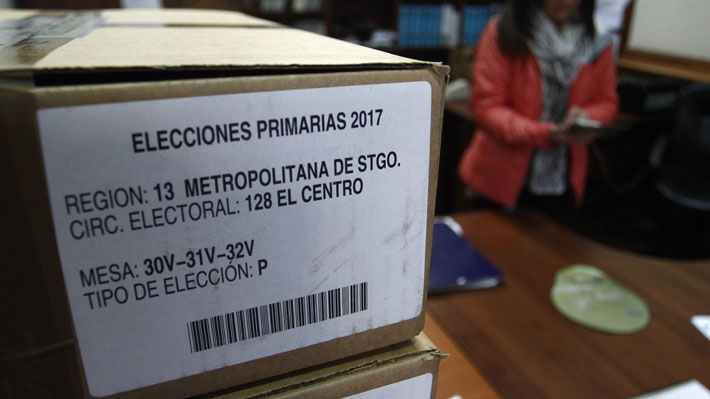 ELECCIONES PRIMARIAS 2017
REGION: 13 METROPOLITANA DE STGO.
CIRC. ELECTORAL: 128 EL CENTRO
MESA: 30V-31V-32V
TIPO DE ELECCIÓN: P